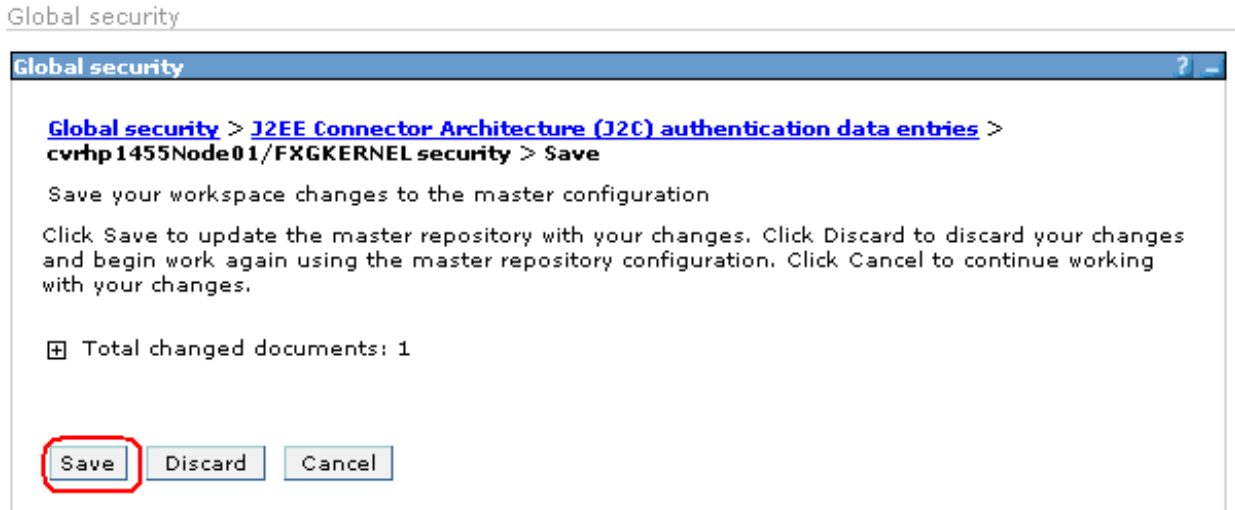 Global security
Global security ? _
Global security > J2EE Connector Architecture (J2C) authentication data entries >
cvrhp1455Node01/FXGKERNEL security > Save
Save your workspace changes to the master configuration
Click Save to update the master repository with your changes. Click Discard to discard your changes
and begin work again using the master repository configuration. Click Cancel to continue working
with your changes.
+ Total changed documents: 1
Save Discard Cancel